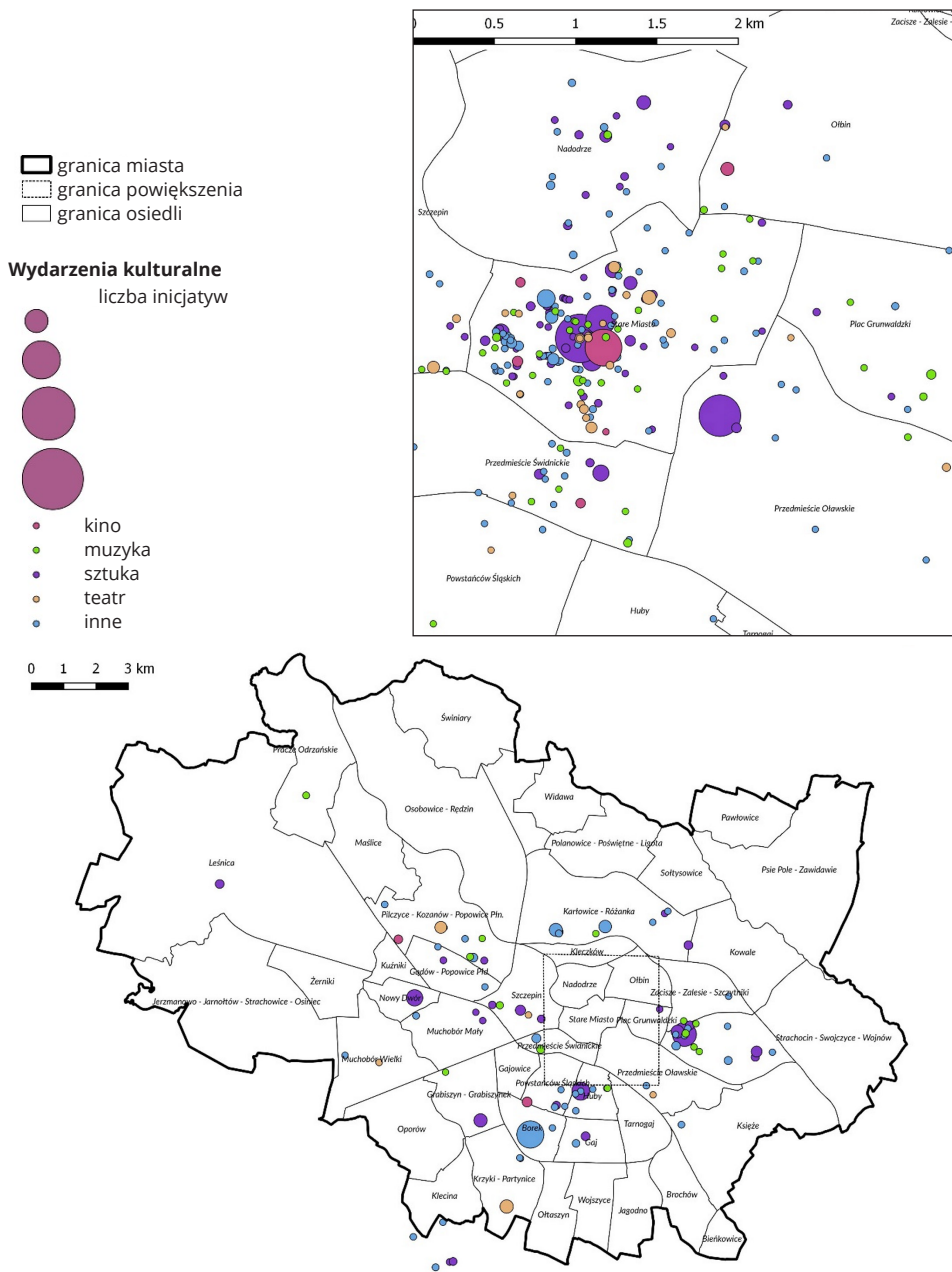 0 0.5 1 1.5 2 km
Zacisze - Zalesie -
Ołbin
Nadodrze
granica miasta
granica powiększenia
granica osiedli
Szczepin
Wydarzenia kulturalne
liczba inicjatyw
Stare Miasto
Plac Grunwaldzki
Przedmieście Świdnickie
Przedmieście Oławskie
kino
muzyka
sztuka
teatr
inne
Powstańców Śląskich
Huby
Tarnogaj
0 1 2 3 km
Świniary
Pracze Odrzańskie
Widawa
Osobowice - Rędzin
Pawłowice
Polanowice - Poświętne - Ligota
Maślice
Leśnica
Sołtysowice
Psie Pole - Zawidawie
Pilczyce - Kozanów - Popowice Płn.
Karłowice - Różanka
Kleczków
Kowale
Kuźniki
Gądów - Popowice Płd.
Żerniki
Nadodrze
Ołbin
Zacisze - Zalesie - Szczytniki
Jerzmanowo - Jarnołtów - Strachowice - Osiniec
Nowy Dwór
Szczepin
Stare Miasto
Plac Grunwaldzki
Muchobór Mały
Strachocin - Swojczyce - Wojnów
Przedmieście Świdnickie
Muchobór Wielki
Gajowice
Przedmieście Oławskie
Powstańców Śląskich
Grabiszyn - Grabiszynek
Huby
Oporów
Borek
Tarnogaj
Księże
Gaj
Krzyki - Partynice
Klecina
Wojszyce
Brochów
Ołtaszyn
Jagodno
Bieńkowice